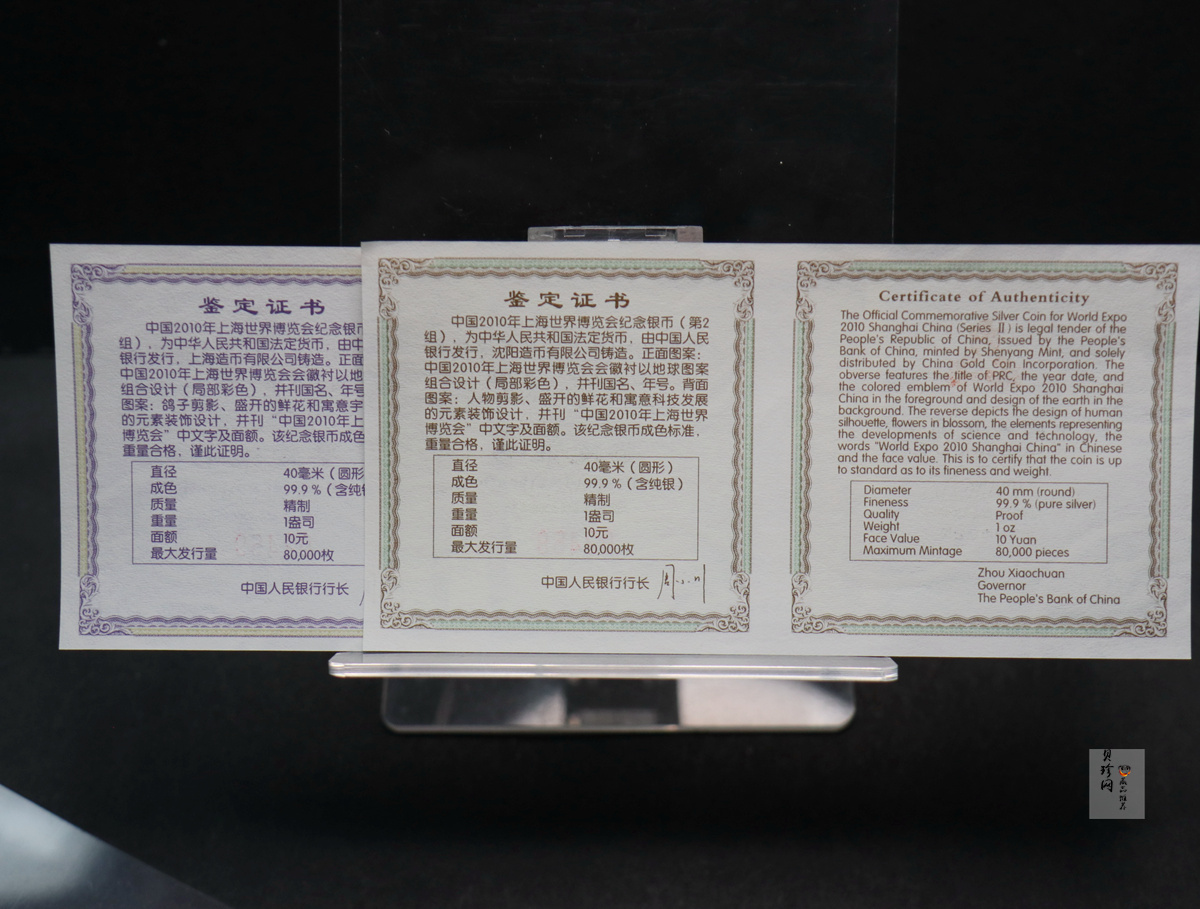 鉴定证书
中国2010年上海世界博览会纪念银币
组），为中华人民共和国法定货币，由中
银行发行，上海造币有限公司铸造。正面
中国2010年上海世界博览会会徽衬以地
组合设计（局部彩色），并刊国名、年号
图案：鸽子剪影、盛开的鲜花和寓意宇
的元素装饰设计，并刊“中国2010年上
博览会”中文字及面额。该纪念银币成色
重量合格，谨此证明。
直径 40毫米（圆形
成色 99.9％（含纯银
质量 精制
重量 1盎司
面额 10元
最大发行量 80,000枚
中国人民银行行长
鉴定证书
中国2010年上海世界博览会纪念银币（第2
组），为中华人民共和国法定货币，由中国人民
银行发行，沈阳造币有限公司铸造。正面图案：
中国2010年上海世界博览会会徽衬以地球图案
组合设计（局部彩色），并刊国名、年号。背面
图案：人物剪影、盛开的鲜花和寓意科技发展
的元素装饰设计，并刊“中国2010年上海世界
博览会”中文字及面额。该纪念银币成色标准，
重量合格，谨此证明。
直径 40毫米（圆形）
成色 99.9％（含纯银）
质量 精制
重量 1盎司
面额 10元
最大发行量 80,000枚
中国人民银行行长 周小川
Certificate of Authenticity
The Official Commemorative Silver Coin for World Expo
2010 Shanghai China (Series Ⅱ) is legal tender of the
People's Republic of China, issued by the People's
Bank of China, minted by Shenyang Mint, and solely
distributed by China Gold Coin Incorporation. The
obverse features the title of PRC, the year date, and
the colored emblem of World Expo 2010 Shanghai
China in the foreground and design of the earth in the
background. The reverse depicts the design of human
silhouette, flowers in blossom, the elements representing
the developments of science and technology, the
words "World Expo 2010 Shanghai China" in Chinese
and the face value. This is to certify that the coin is up
to standard as to its fineness and weight.
Diameter 40 mm (round)
Fineness 99.9 % (pure silver)
Quality Proof
Weight 1 oz
Face Value 10 Yuan
Maximum Mintage 80,000 pieces
Zhou Xiaochuan
Governor
The People's Bank of China
贝珍网
藏品推荐